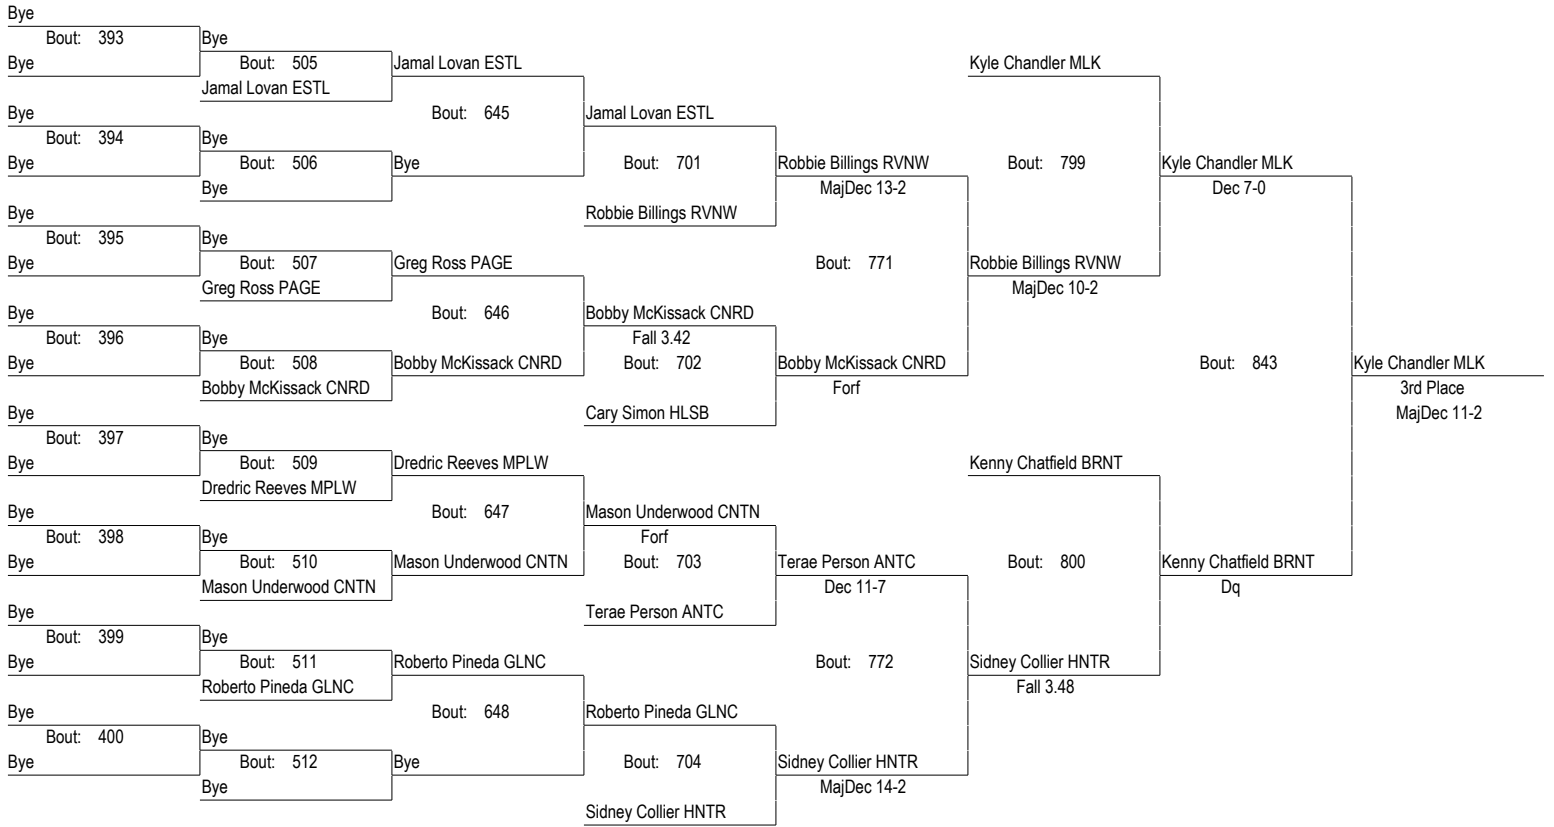 Bye
Bout: 393 Bye
Bye Bout: 505 Jamal Lovan ESTL Kyle Chandler MLK
Jamal Lovan ESTL
Bye Bout: 645 Jamal Lovan ESTL
Bout: 394 Bye
Bye Bout: 506 Bye Bout: 701 Robbie Billings RVNW Bout: 799 Kyle Chandler MLK
Bye MajDec 13-2 Dec 7-0
Bye Robbie Billings RVNW
Bout: 395 Bye
Bye Bout: 507 Greg Ross PAGE Bout: 771 Robbie Billings RVNW
Greg Ross PAGE MajDec 10-2
Bye Bout: 646 Bobby McKissack CNRD
Bout: 396 Bye Fall 3.42
Bye Bout: 508 Bobby McKissack CNRD Bout: 702 Bobby McKissack CNRD Bout: 843 Kyle Chandler MLK
Bobby McKissack CNRD Forf 3rd Place
Bye Cary Simon HLSB MajDec 11-2
Bout: 397 Bye
Bye Bout: 509 Dredric Reeves MPLW Kenny Chatfield BRNT
Dredric Reeves MPLW
Bye Bout: 647 Mason Underwood CNTN
Bout: 398 Bye Forf
Bye Bout: 510 Mason Underwood CNTN Bout: 703 Terae Person ANTC Bout: 800 Kenny Chatfield BRNT
Mason Underwood CNTN Dec 11-7 Dq
Bye Terae Person ANTC
Bout: 399 Bye
Bye Bout: 511 Roberto Pineda GLNC Bout: 772 Sidney Collier HNTR
Roberto Pineda GLNC Fall 3.48
Bye Bout: 648 Roberto Pineda GLNC
Bout: 400 Bye
Bye Bout: 512 Bye Bout: 704 Sidney Collier HNTR
Bye MajDec 14-2
Sidney Collier HNTR